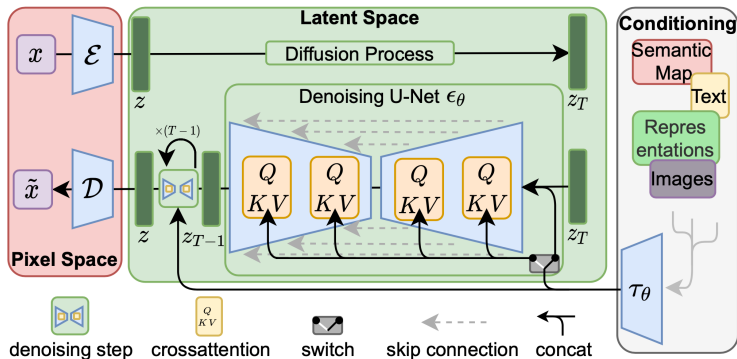 Latent Space
Conditioning
x
ℰ
Diffusion Process
Semantic
Map
Text
z
z_T
Denoising U-Net ϵ_θ
Repres
entations
Images
×(T−1)
x̃
𝒟
Q
KV
Q
KV
Q
KV
Q
KV
z
z_{T−1}
z_T
Pixel Space
τ_θ
Q
KV
denoising step
crossattention
switch
skip connection
concat